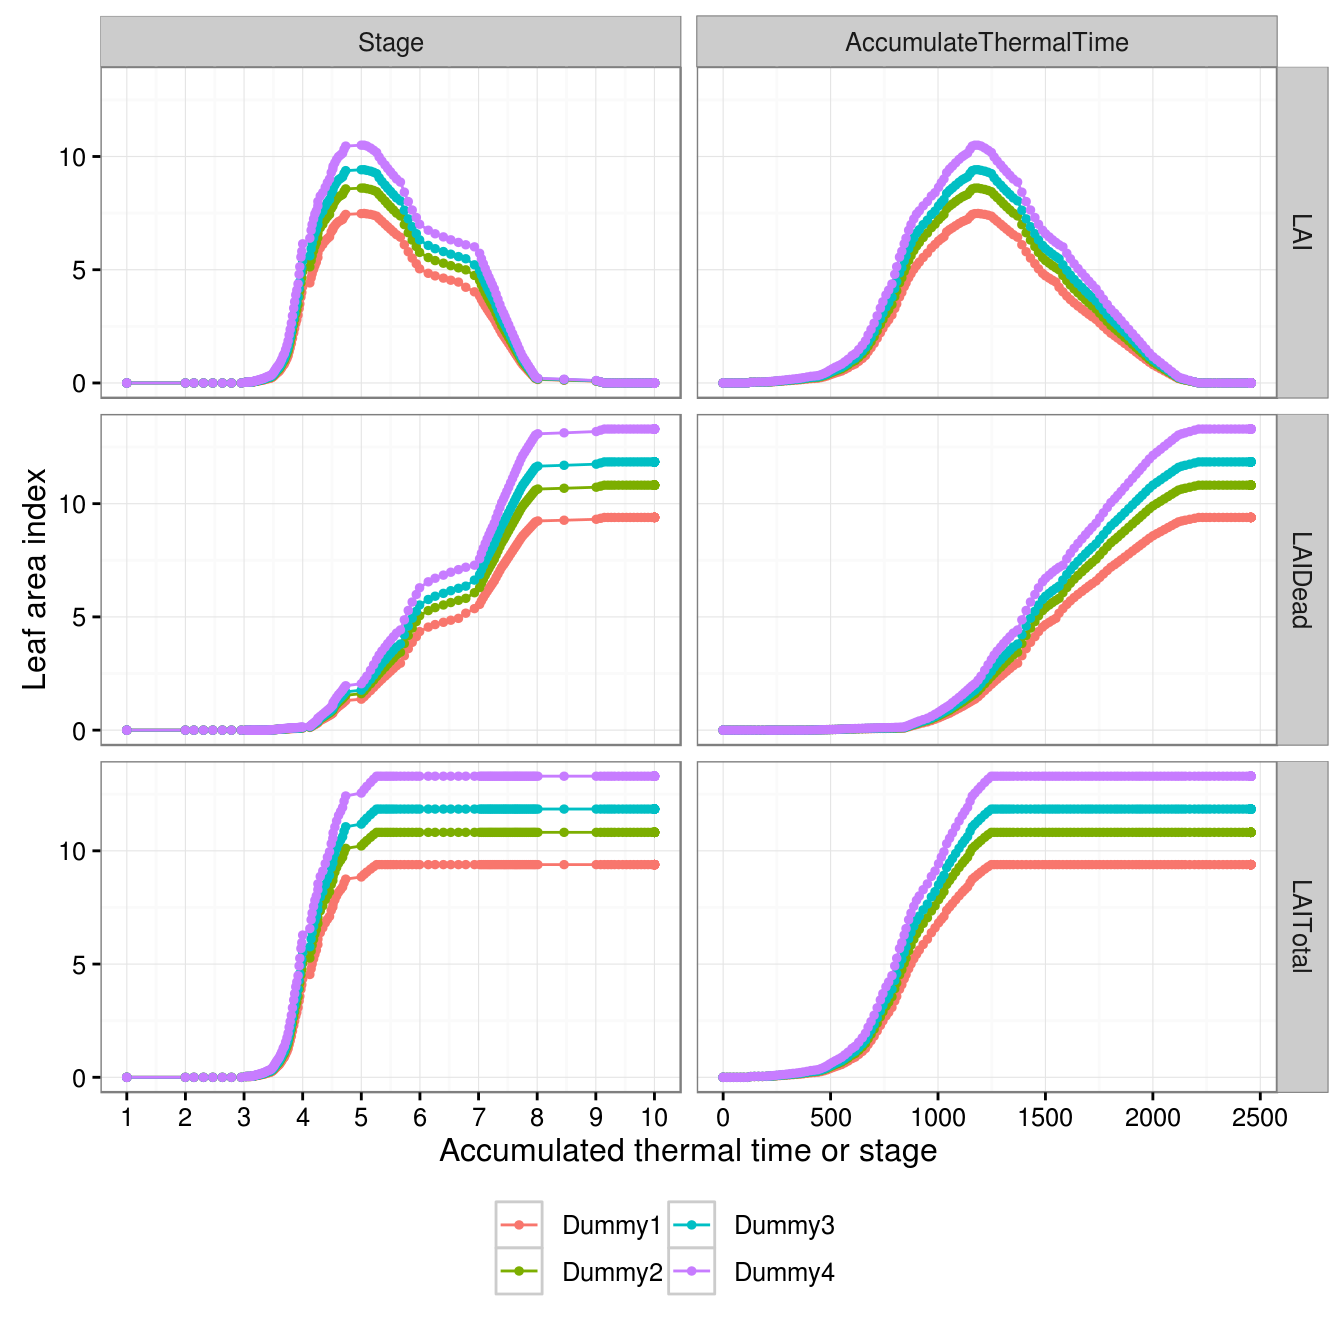 Stage
AccumulateThermalTime
10
5
0
LAI
Leaf area index
10
5
0
LAIDead
10
5
0
LAITotal
1 2 3 4 5 6 7 8 9 10
0 500 1000 1500 2000 2500
Accumulated thermal time or stage
Dummy1 Dummy3
Dummy2 Dummy4